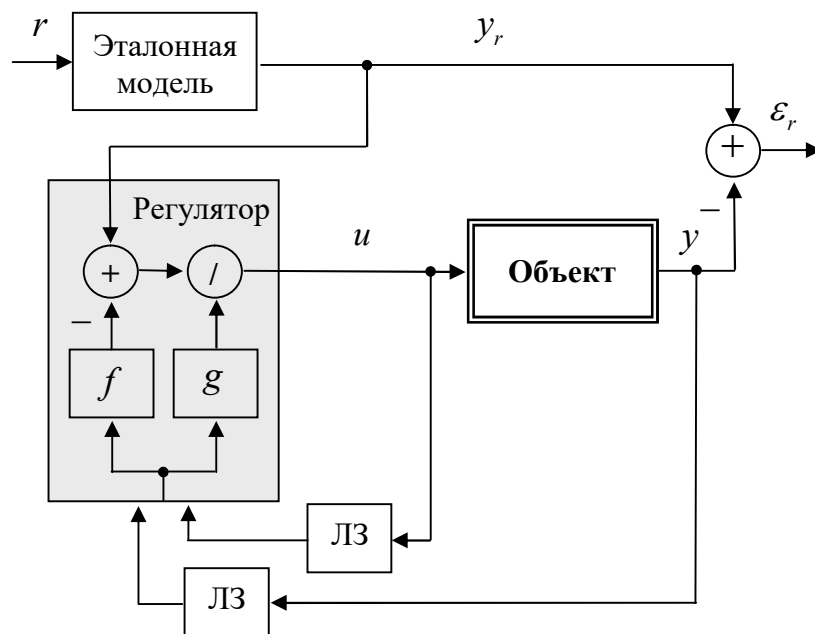 r
Эталонная
модель
y_r
ε_r
+
−
Регулятор
u
y
Объект
+
/
−
f
g
ЛЗ
ЛЗ